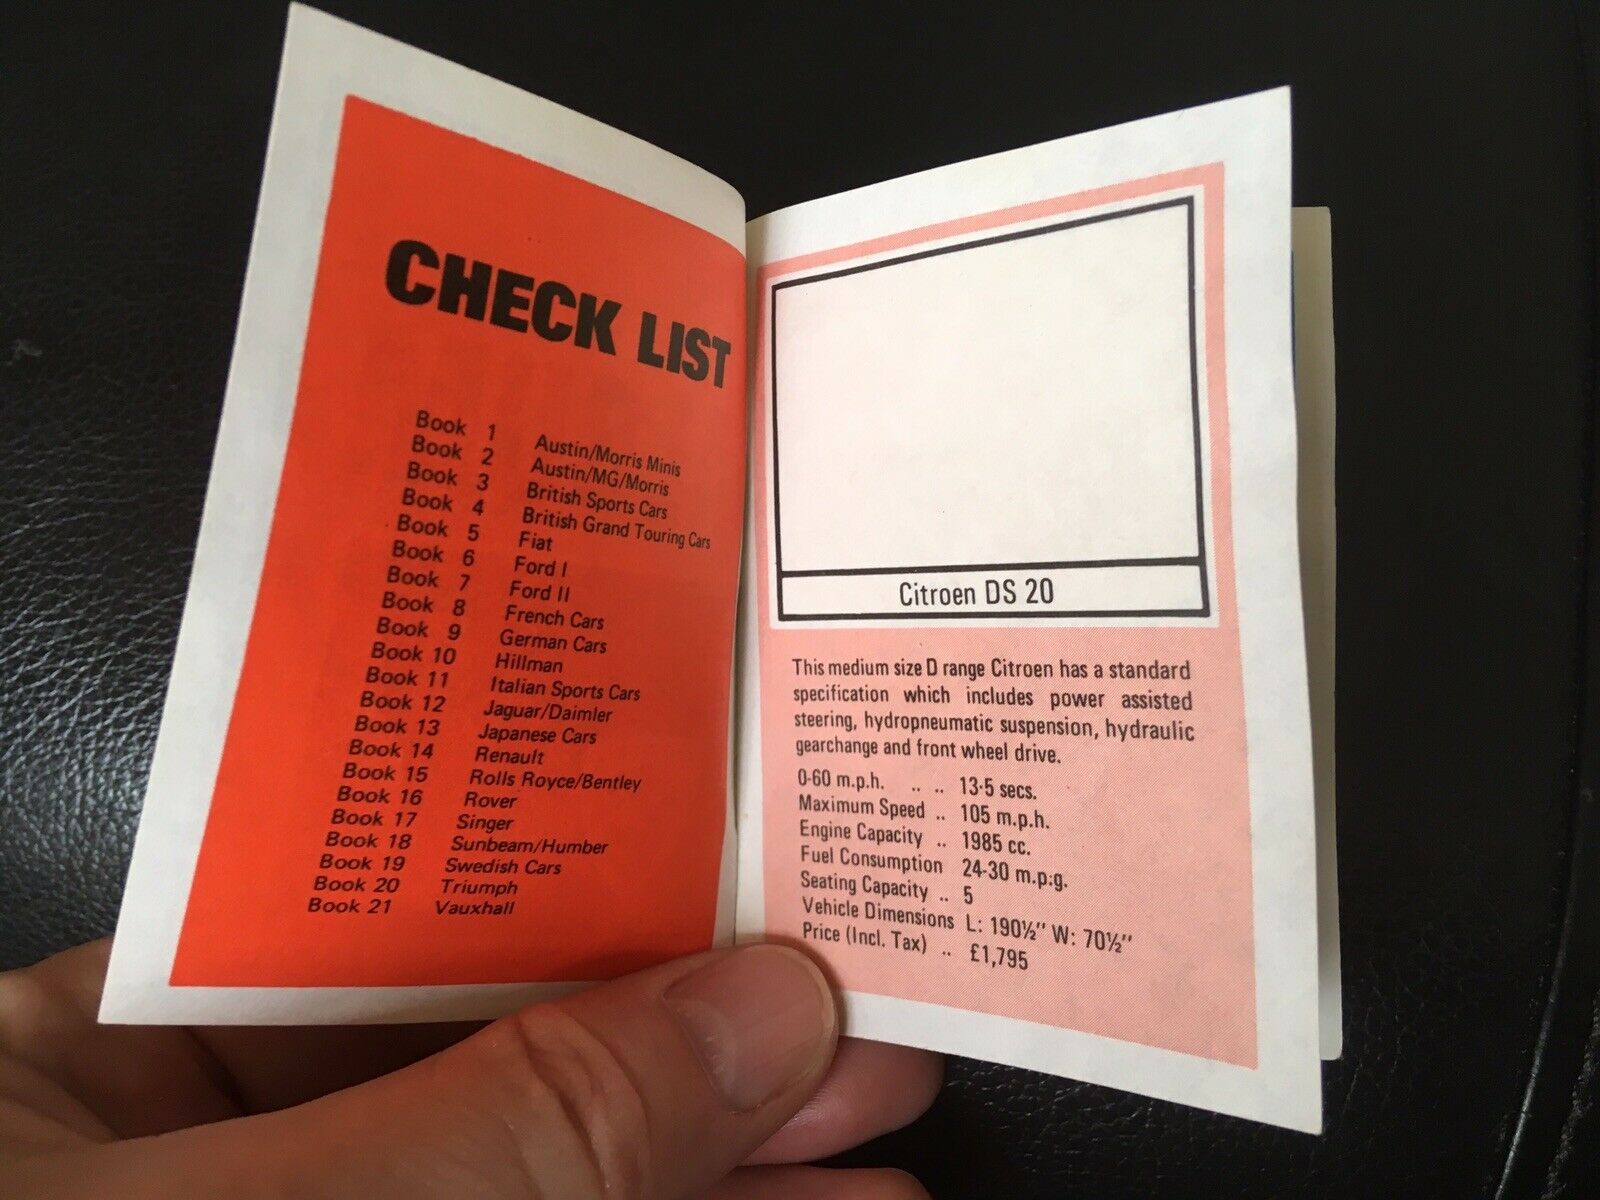 CHECK LIST
Book 1 Austin/Morris Minis
Book 2 Austin/MG/Morris
Book 3 British Sports Cars
Book 4 British Grand Touring Cars
Book 5 Fiat
Book 6 Ford I
Book 7 Ford II
Book 8 French Cars
Book 9 German Cars
Book 10 Hillman
Book 11 Italian Sports Cars
Book 12 Jaguar/Daimler
Book 13 Japanese Cars
Book 14 Renault
Book 15 Rolls Royce/Bentley
Book 16 Rover
Book 17 Singer
Book 18 Sunbeam/Humber
Book 19 Swedish Cars
Book 20 Triumph
Book 21 Vauxhall
Citroen DS 20
This medium size D range Citroen has a standard
specification which includes power assisted
steering, hydropneumatic suspension, hydraulic
gearchange and front wheel drive.
0-60 m.p.h. .. .. 13·5 secs.
Maximum Speed .. 105 m.p.h.
Engine Capacity .. 1985 cc.
Fuel Consumption 24-30 m.p.g.
Seating Capacity .. 5
Vehicle Dimensions L: 190½" W: 70½"
Price (Incl. Tax) .. £1,795